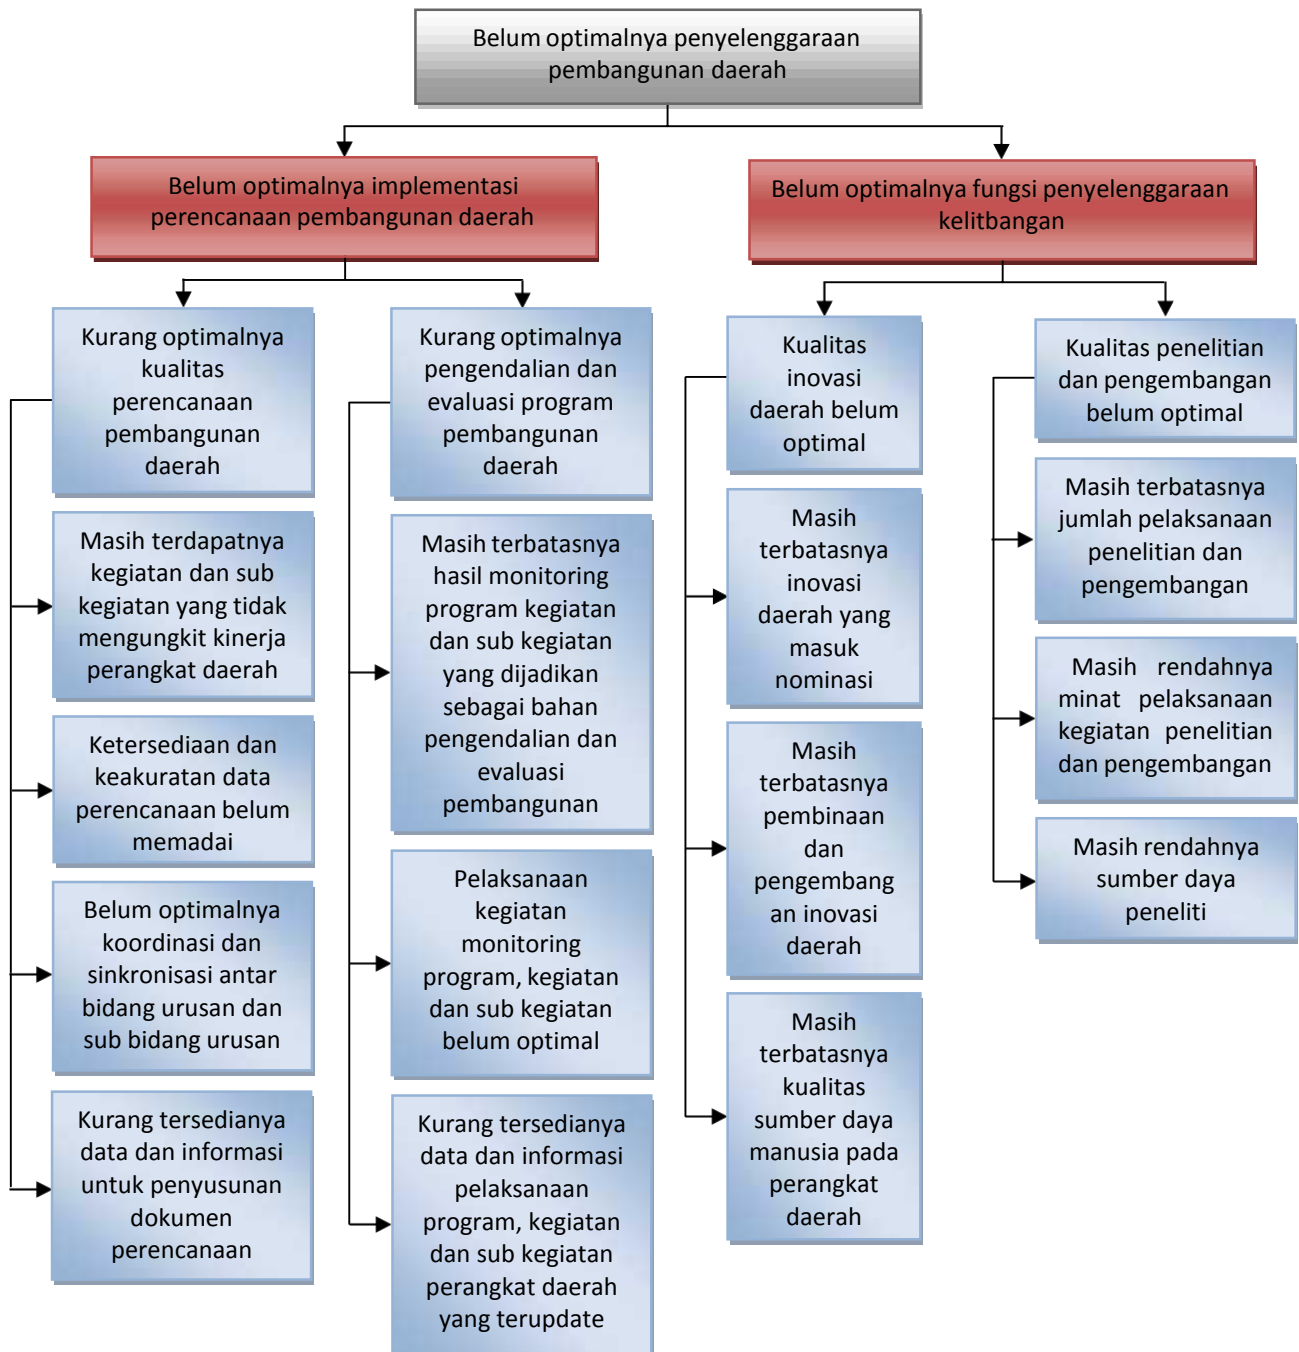 Belum optimalnya penyelenggaraan
pembangunan daerah
Belum optimalnya implementasi
perencanaan pembangunan daerah
Belum optimalnya fungsi penyelenggaraan
kelitbangan
Kurang optimalnya
kualitas
perencanaan
pembangunan
daerah
Masih terdapatnya
kegiatan dan sub
kegiatan yang tidak
mengungkit kinerja
perangkat daerah
Ketersediaan dan
keakuratan data
perencanaan belum
memadai
Belum optimalnya
koordinasi dan
sinkronisasi antar
bidang urusan dan
sub bidang urusan
Kurang tersedianya
data dan informasi
untuk penyusunan
dokumen
perencanaan
Kurang optimalnya
pengendalian dan
evaluasi program
pembangunan
daerah
Masih terbatasnya
hasil monitoring
program kegiatan
dan sub kegiatan
yang dijadikan
sebagai bahan
pengendalian dan
evaluasi
pembangunan
Pelaksanaan
kegiatan
monitoring
program, kegiatan
dan sub kegiatan
belum optimal
Kurang tersedianya
data dan informasi
pelaksanaan
program, kegiatan
dan sub kegiatan
perangkat daerah
yang terupdate
Kualitas
inovasi
daerah belum
optimal
Masih
terbatasnya
inovasi
daerah yang
masuk
nominasi
Masih
terbatasnya
pembinaan
dan
pengembang
an inovasi
daerah
Masih
terbatasnya
kualitas
sumber daya
manusia pada
perangkat
daerah
Kualitas penelitian
dan pengembangan
belum optimal
Masih terbatasnya
jumlah pelaksanaan
penelitian dan
pengembangan
Masih rendahnya
minat pelaksanaan
kegiatan penelitian
dan pengembangan
Masih rendahnya
sumber daya
peneliti